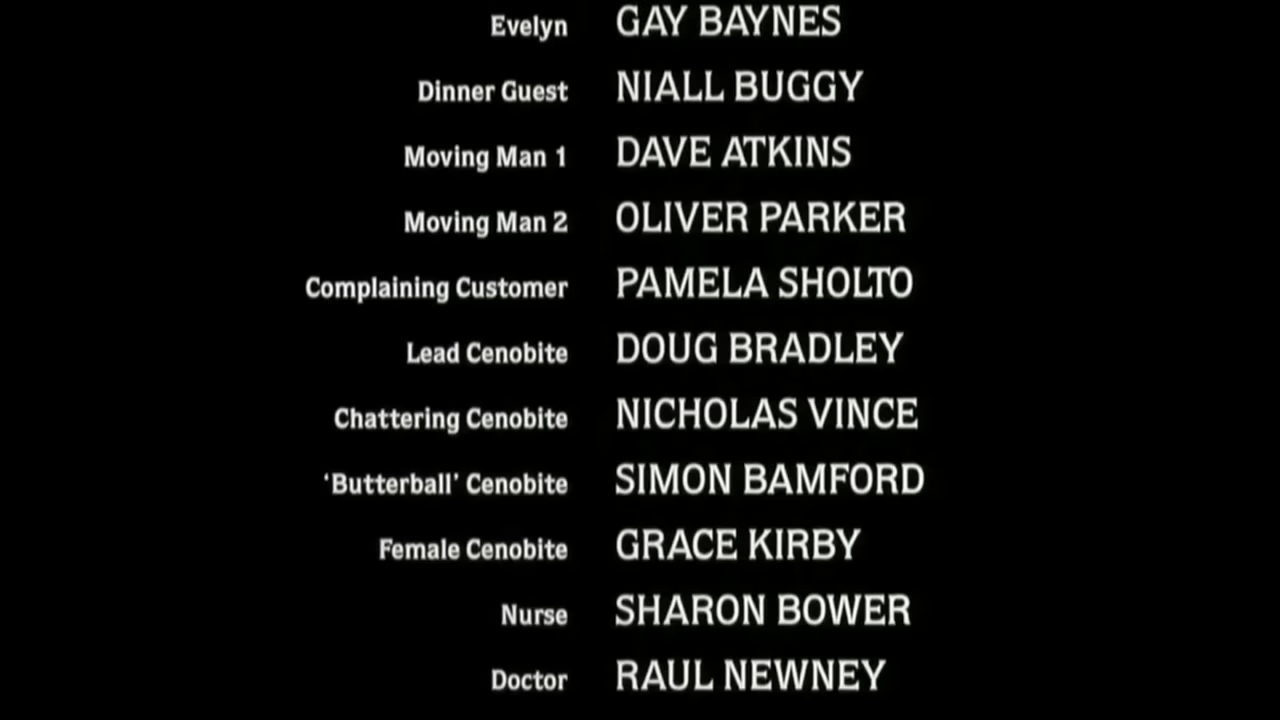 Evelyn GAY BAYNES
Dinner Guest NIALL BUGGY
Moving Man 1 DAVE ATKINS
Moving Man 2 OLIVER PARKER
Complaining Customer PAMELA SHOLTO
Lead Cenobite DOUG BRADLEY
Chattering Cenobite NICHOLAS VINCE
‘Butterball’ Cenobite SIMON BAMFORD
Female Cenobite GRACE KIRBY
Nurse SHARON BOWER
Doctor RAUL NEWNEY